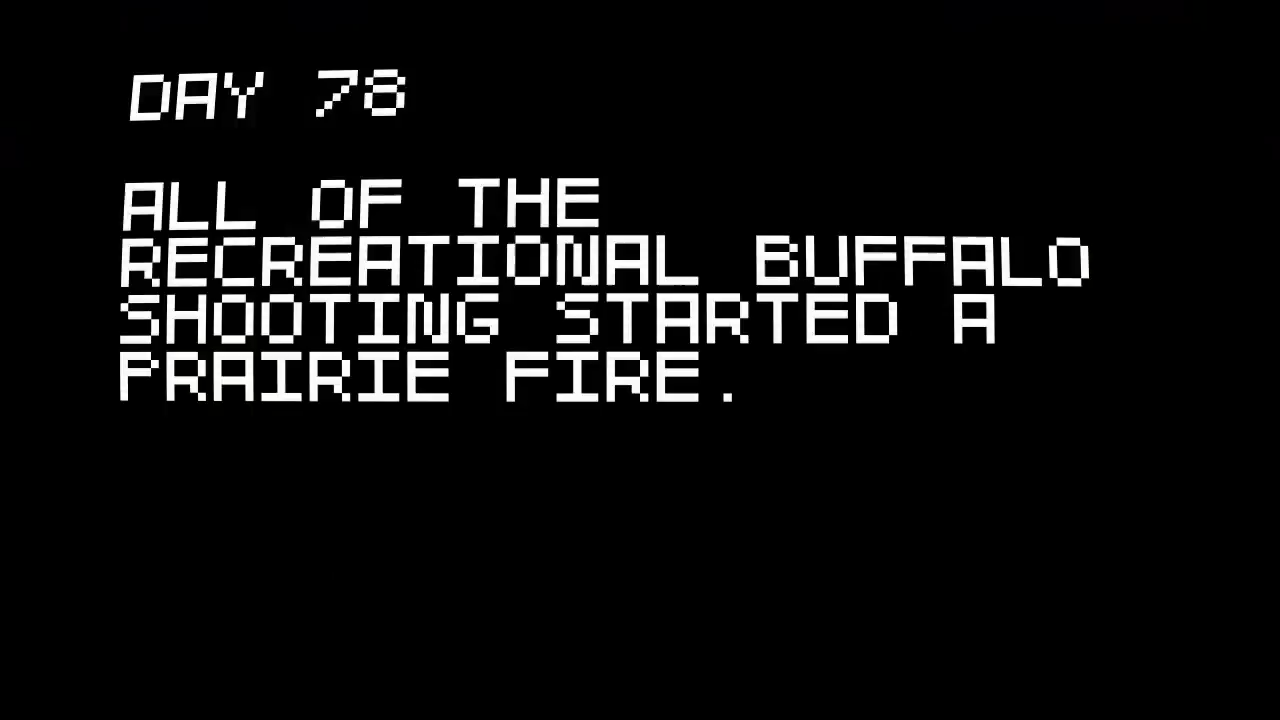 DAY 78
ALL OF THE
RECREATIONAL BUFFALO
SHOOTING STARTED A
PRAIRIE FIRE.